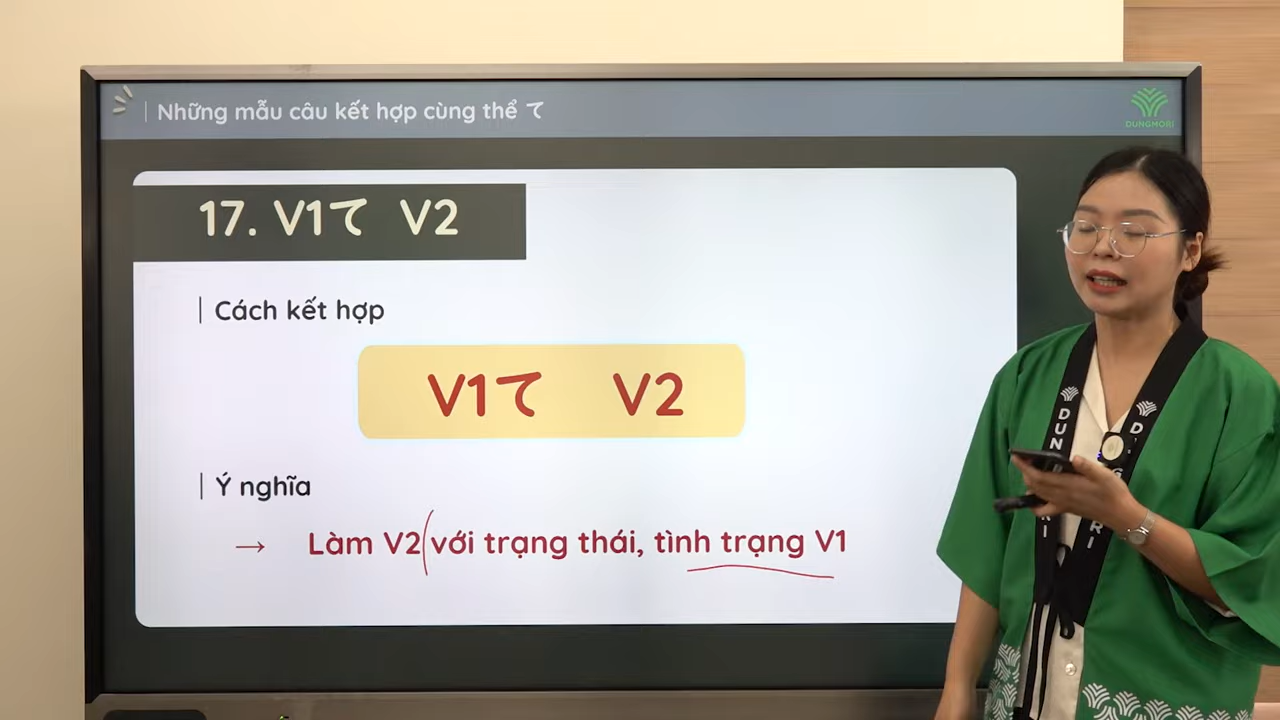 Những mẫu câu kết hợp cùng thể て
DUNGMORI
17. V1て V2
Cách kết hợp
V1て V2
Ý nghĩa
→ Làm V2 với trạng thái, tình trạng V1